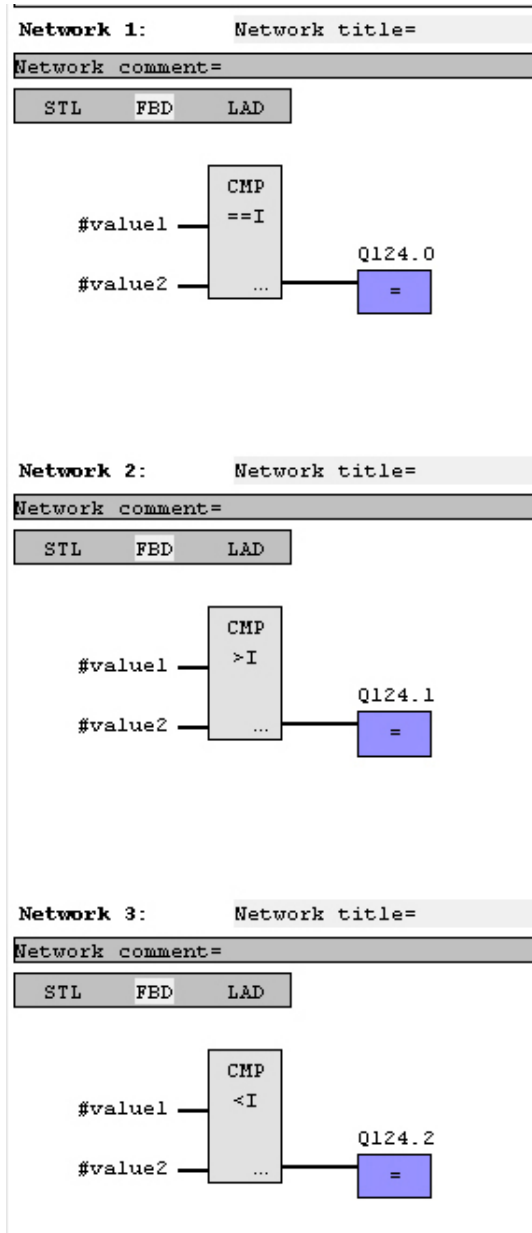 Network 1: Network title=
Network comment=
STL FBD LAD
CMP
==I
#value1
Q124.0
#value2
...
=
Network 2: Network title=
Network comment=
STL FBD LAD
CMP
#value1 >I
Q124.1
#value2
...
=
Network 3: Network title=
Network comment=
STL FBD LAD
CMP
#value1 <I
Q124.2
#value2
...
=